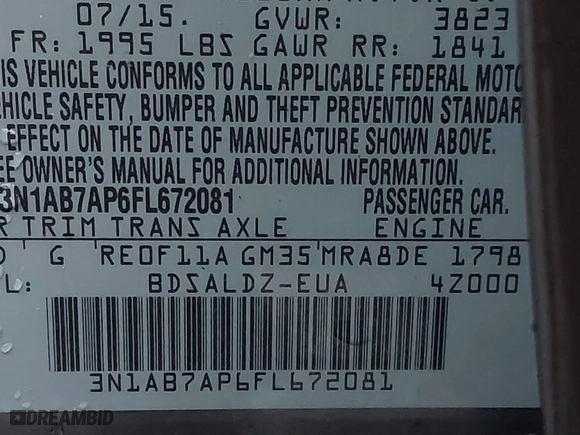 07/15. GVWR: 3823
FR: 1995 LBS GAWR RR: 1841
IS VEHICLE CONFORMS TO ALL APPLICABLE FEDERAL MOTO
EHICLE SAFETY, BUMPER AND THEFT PREVENTION STANDAR
EFFECT ON THE DATE OF MANUFACTURE SHOWN ABOVE.
EE OWNER'S MANUAL FOR ADDITIONAL INFORMATION.
3N1AB7AP6FL672081 PASSENGER CAR.
R TRIM TRANS AXLE ENGINE
G RE0F11A GM35 MRA8DE 1798
L: BDSALDZ-EUA 4Z000
3N1AB7AP6FL672081
DREAMBID